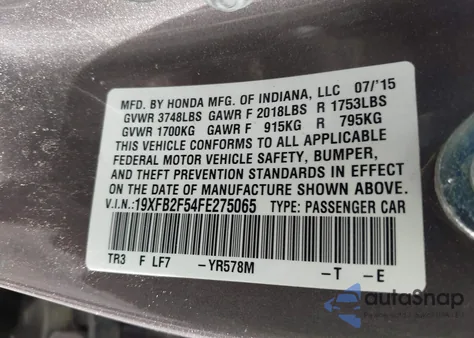 MFD. BY HONDA MFG. OF INDIANA, LLC 07/'15
GVWR 3748LBS GAWR F 2018LBS R 1753LBS
GVWR 1700KG GAWR F 915KG R 795KG
THIS VEHICLE CONFORMS TO ALL APPLICABLE
FEDERAL MOTOR VEHICLE SAFETY, BUMPER,
AND THEFT PREVENTION STANDARDS IN EFFECT
ON THE DATE OF MANUFACTURE SHOWN ABOVE.
V.I.N.: 19XFB2F54FE275065 TYPE: PASSENGER CAR
TR3 F LF7 -YR578M -T -E
autoSnap